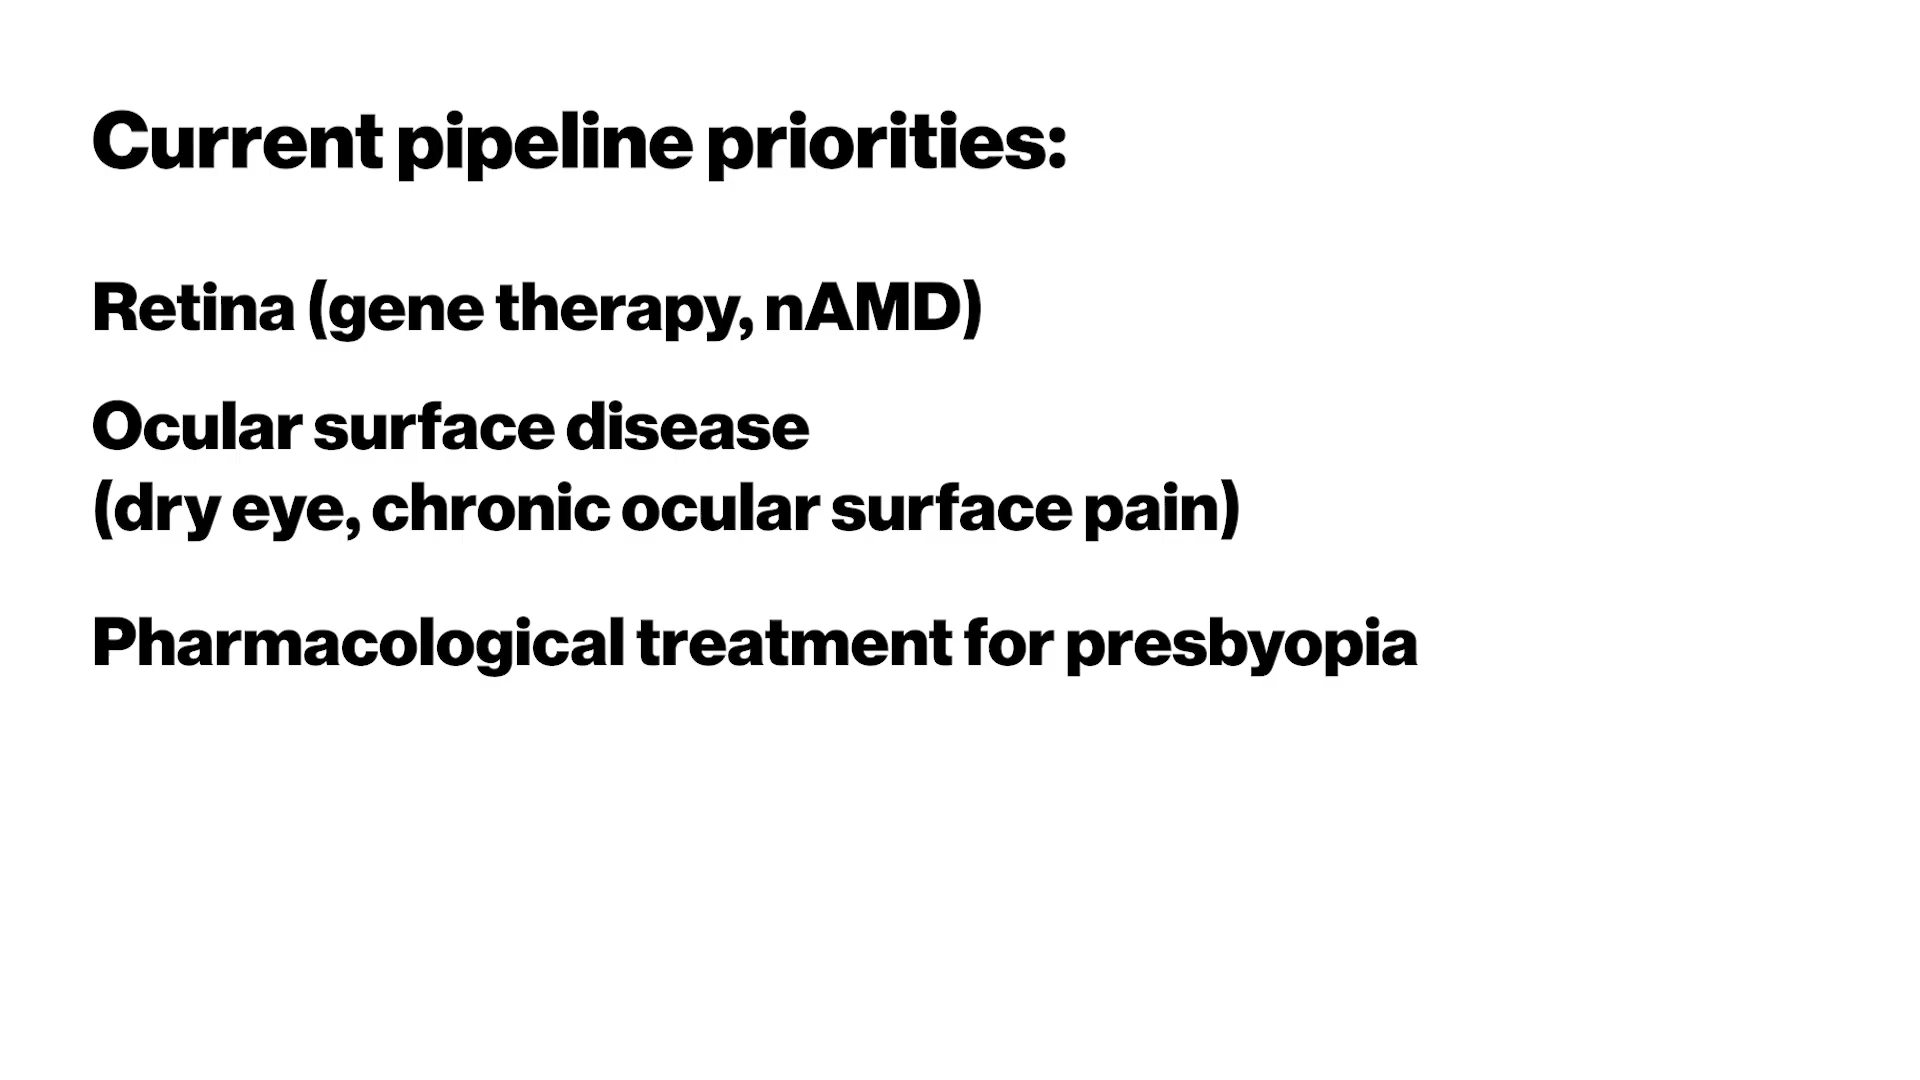 Current pipeline priorities:
Retina (gene therapy, nAMD)
Ocular surface disease
(dry eye, chronic ocular surface pain)
Pharmacological treatment for presbyopia